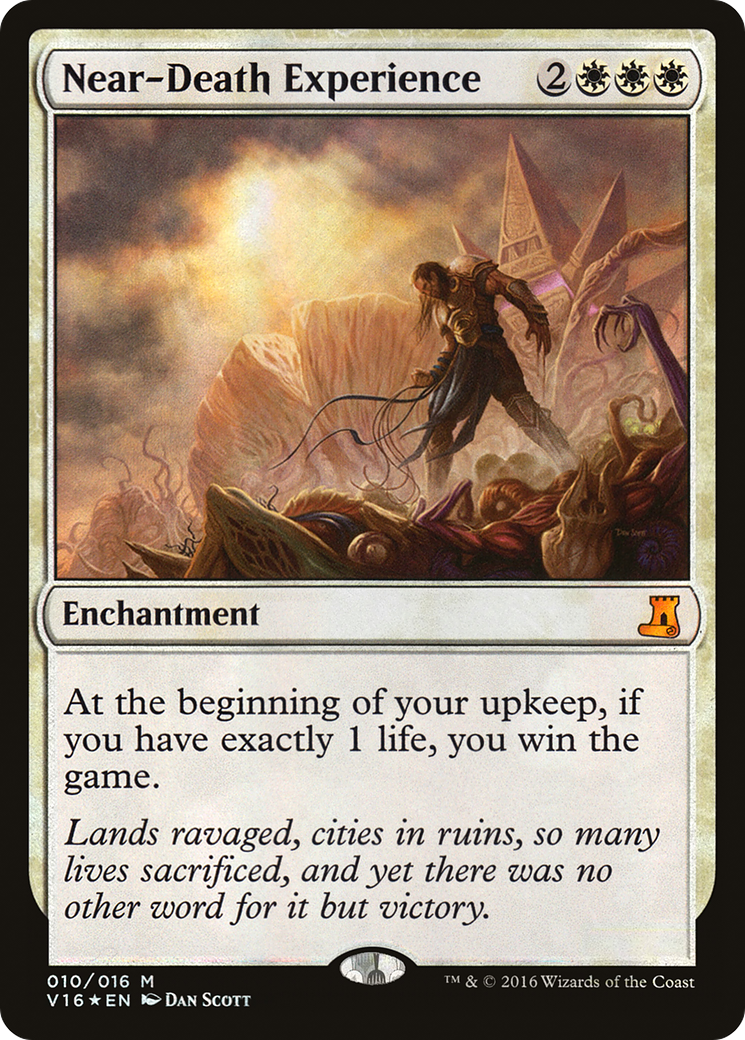 Near-Death Experience 2
Dan Scott
Enchantment
At the beginning of your upkeep, if
you have exactly 1 life, you win the
game.
Lands ravaged, cities in ruins, so many
lives sacrificed, and yet there was no
other word for it but victory.
010/016 M
V16★EN Dan Scott
™ & © 2016 Wizards of the Coast